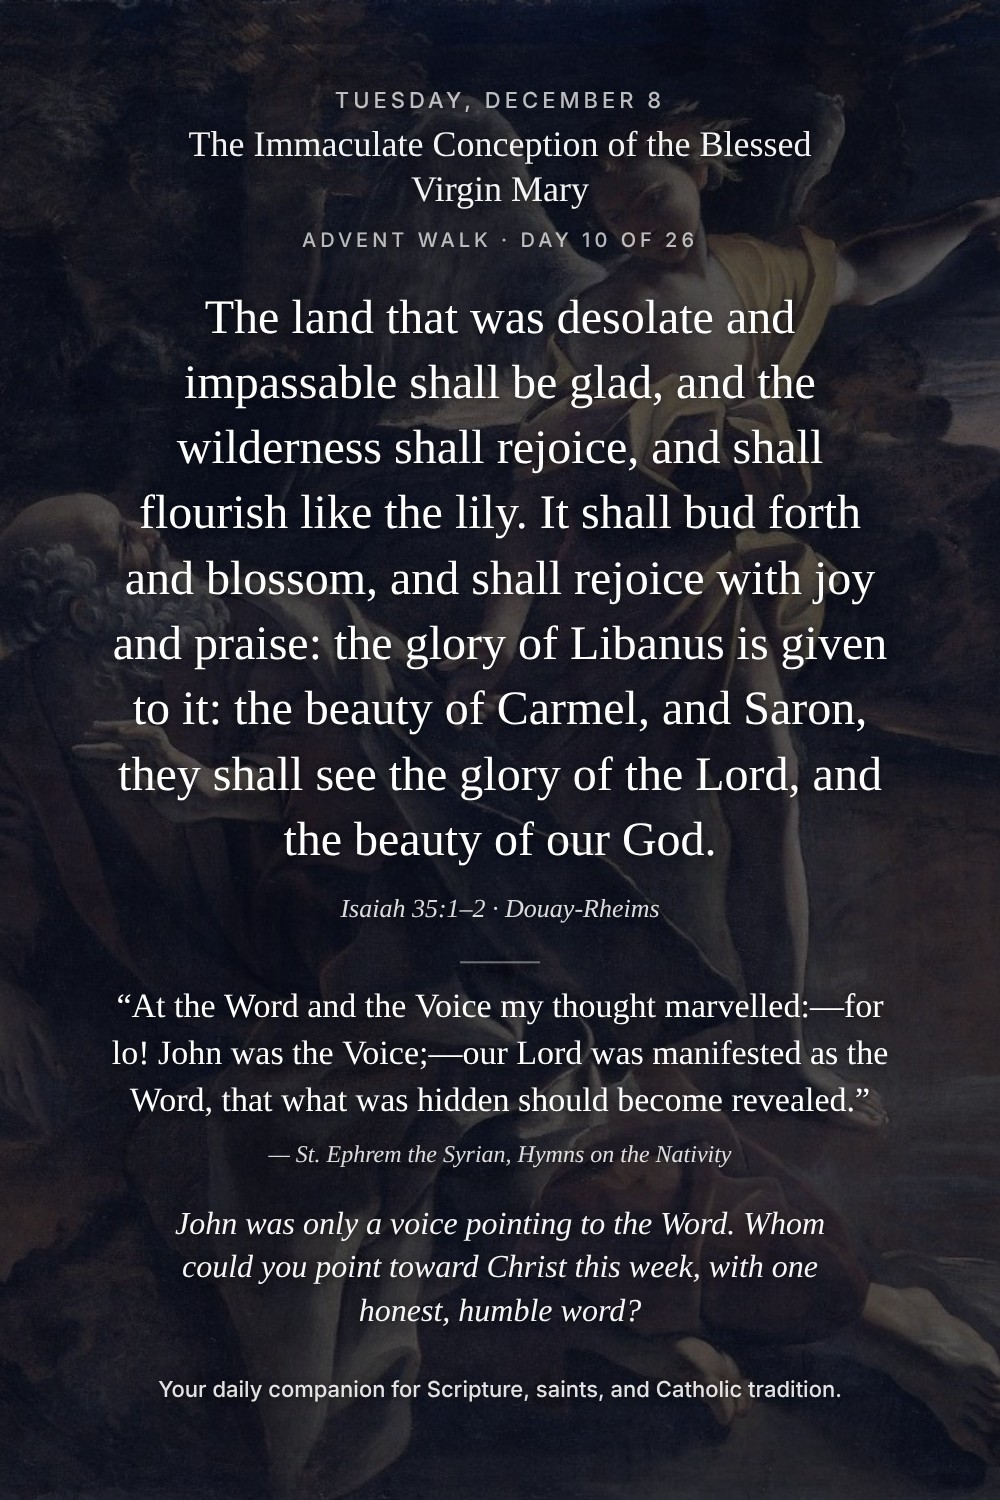 TUESDAY, DECEMBER 8
The Immaculate Conception of the Blessed
Virgin Mary
ADVENT WALK · DAY 10 OF 26
The land that was desolate and
impassable shall be glad, and the
wilderness shall rejoice, and shall
flourish like the lily. It shall bud forth
and blossom, and shall rejoice with joy
and praise: the glory of Libanus is given
to it: the beauty of Carmel, and Saron,
they shall see the glory of the Lord, and
the beauty of our God.
Isaiah 35:1–2 · Douay-Rheims
“At the Word and the Voice my thought marvelled:—for
lo! John was the Voice;—our Lord was manifested as the
Word, that what was hidden should become revealed.”
— St. Ephrem the Syrian, Hymns on the Nativity
John was only a voice pointing to the Word. Whom
could you point toward Christ this week, with one
honest, humble word?
Your daily companion for Scripture, saints, and Catholic tradition.